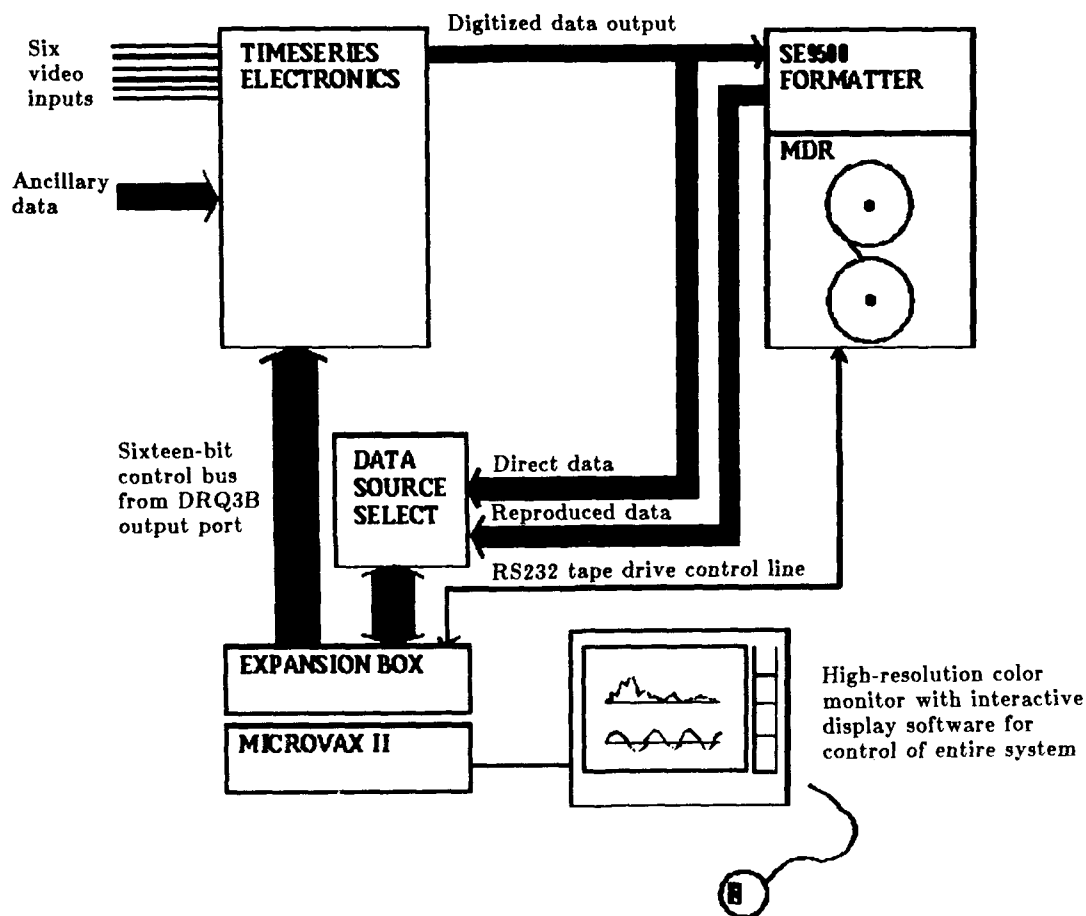 Digitized data output
Six
video
inputs
TIMESERIES
ELECTRONICS
SE9500
FORMATTER
MDR
Ancillary
data
Sixteen-bit
control bus
from DRQ3B
output port
DATA
SOURCE
SELECT
Direct data
Reproduced data
RS232 tape drive control line
EXPANSION BOX
MICROVAX II
High-resolution color
monitor with interactive
display software for
control of entire system